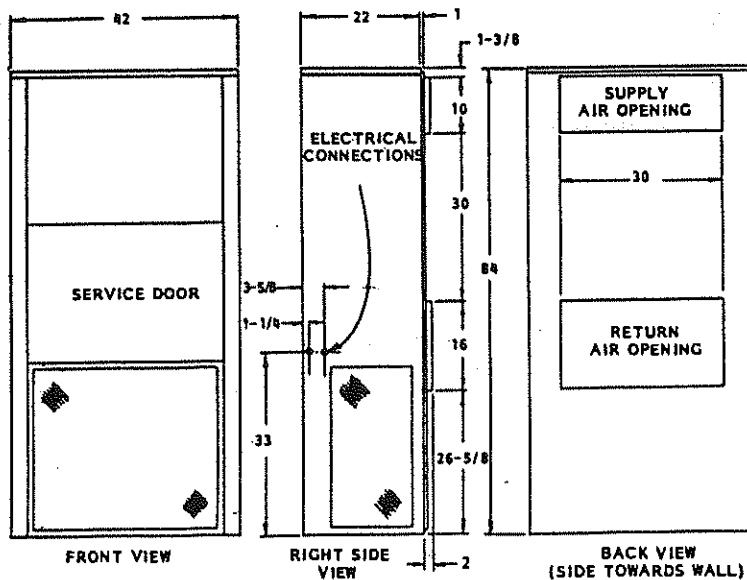 42
22
1
1-3/8
10
SUPPLY
AIR OPENING
ELECTRICAL
CONNECTIONS
30
30
84
SERVICE DOOR
3-5/8
1-1/4
16
RETURN
AIR OPENING
33
26-5/8
2
FRONT VIEW
RIGHT SIDE
VIEW
BACK VIEW
(SIDE TOWARDS WALL)